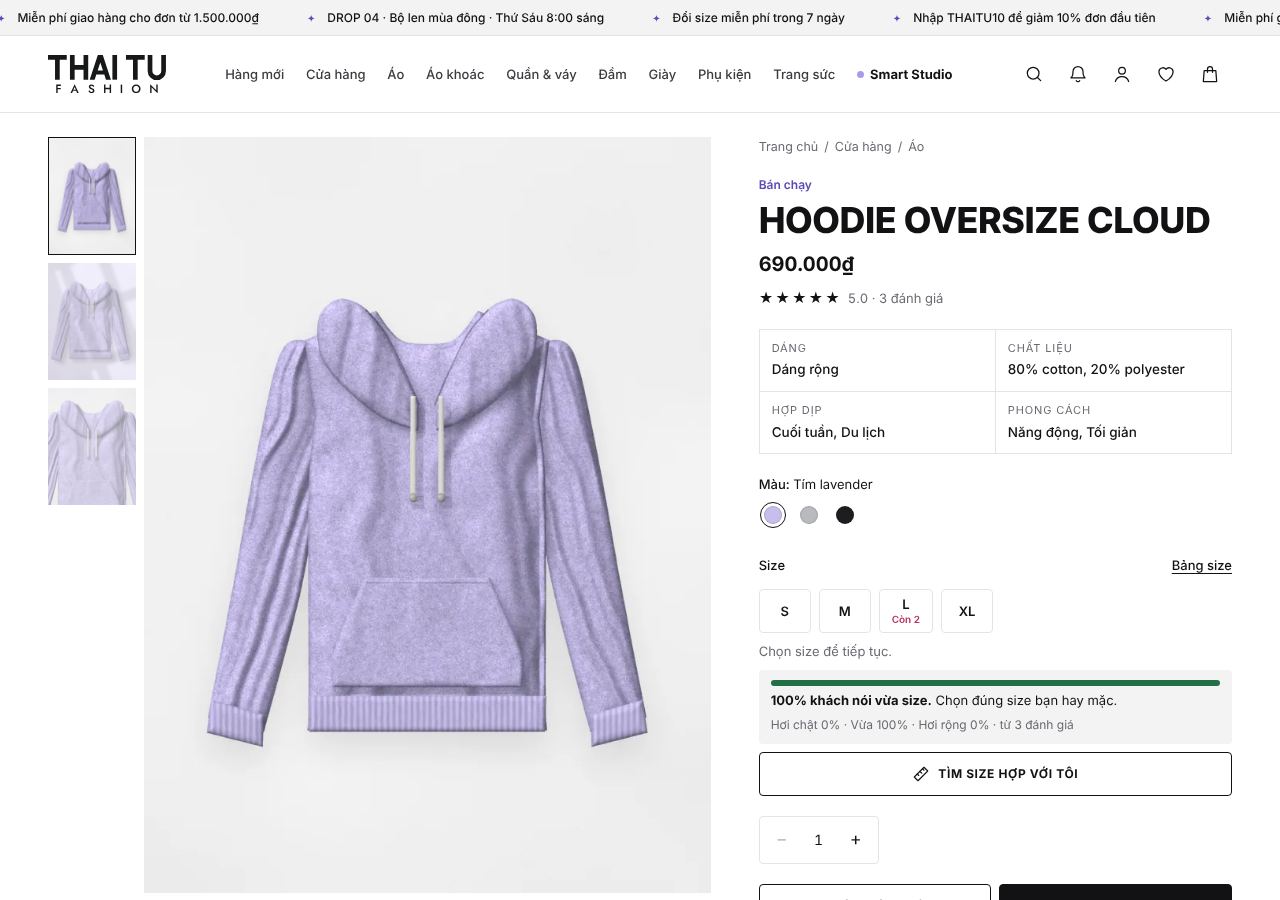 Miễn phí giao hàng cho đơn từ 1.500.000₫
DROP 04 · Bộ len mùa đông · Thứ Sáu 8:00 sáng
Đổi size miễn phí trong 7 ngày
Nhập THAITU10 để giảm 10% đơn đầu tiên
Miễn phí
THAI TU
FASHION
Hàng mới
Cửa hàng
Áo
Áo khoác
Quần & váy
Đầm
Giày
Phụ kiện
Trang sức
Smart Studio
Trang chủ / Cửa hàng / Áo
Bán chạy
HOODIE OVERSIZE CLOUD
690.000₫
★★★★★ 5.0 · 3 đánh giá
DÁNG
Dáng rộng
CHẤT LIỆU
80% cotton, 20% polyester
HỢP DỊP
Cuối tuần, Du lịch
PHONG CÁCH
Năng động, Tối giản
Màu: Tím lavender
Size
Bảng size
S
M
L
Còn 2
XL
Chọn size để tiếp tục.
100% khách nói vừa size. Chọn đúng size bạn hay mặc.
Hơi chật 0% · Vừa 100% · Hơi rộng 0% · từ 3 đánh giá
TÌM SIZE HỢP VỚI TÔI
− 1 +